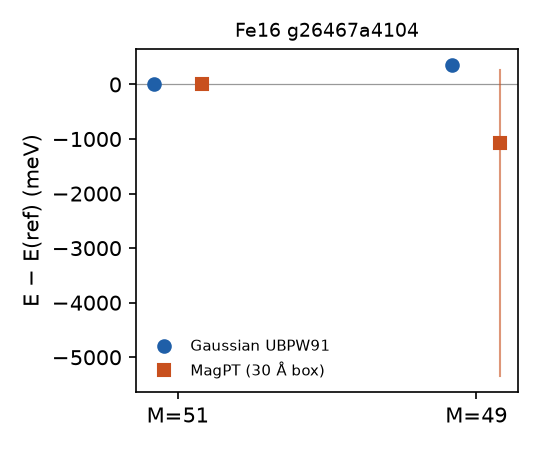 Fe16 g26467a4104
E − E(ref) (meV)
0
−1000
−2000
−3000
−4000
−5000
Gaussian UBPW91
MagPT (30 Å box)
M=51
M=49